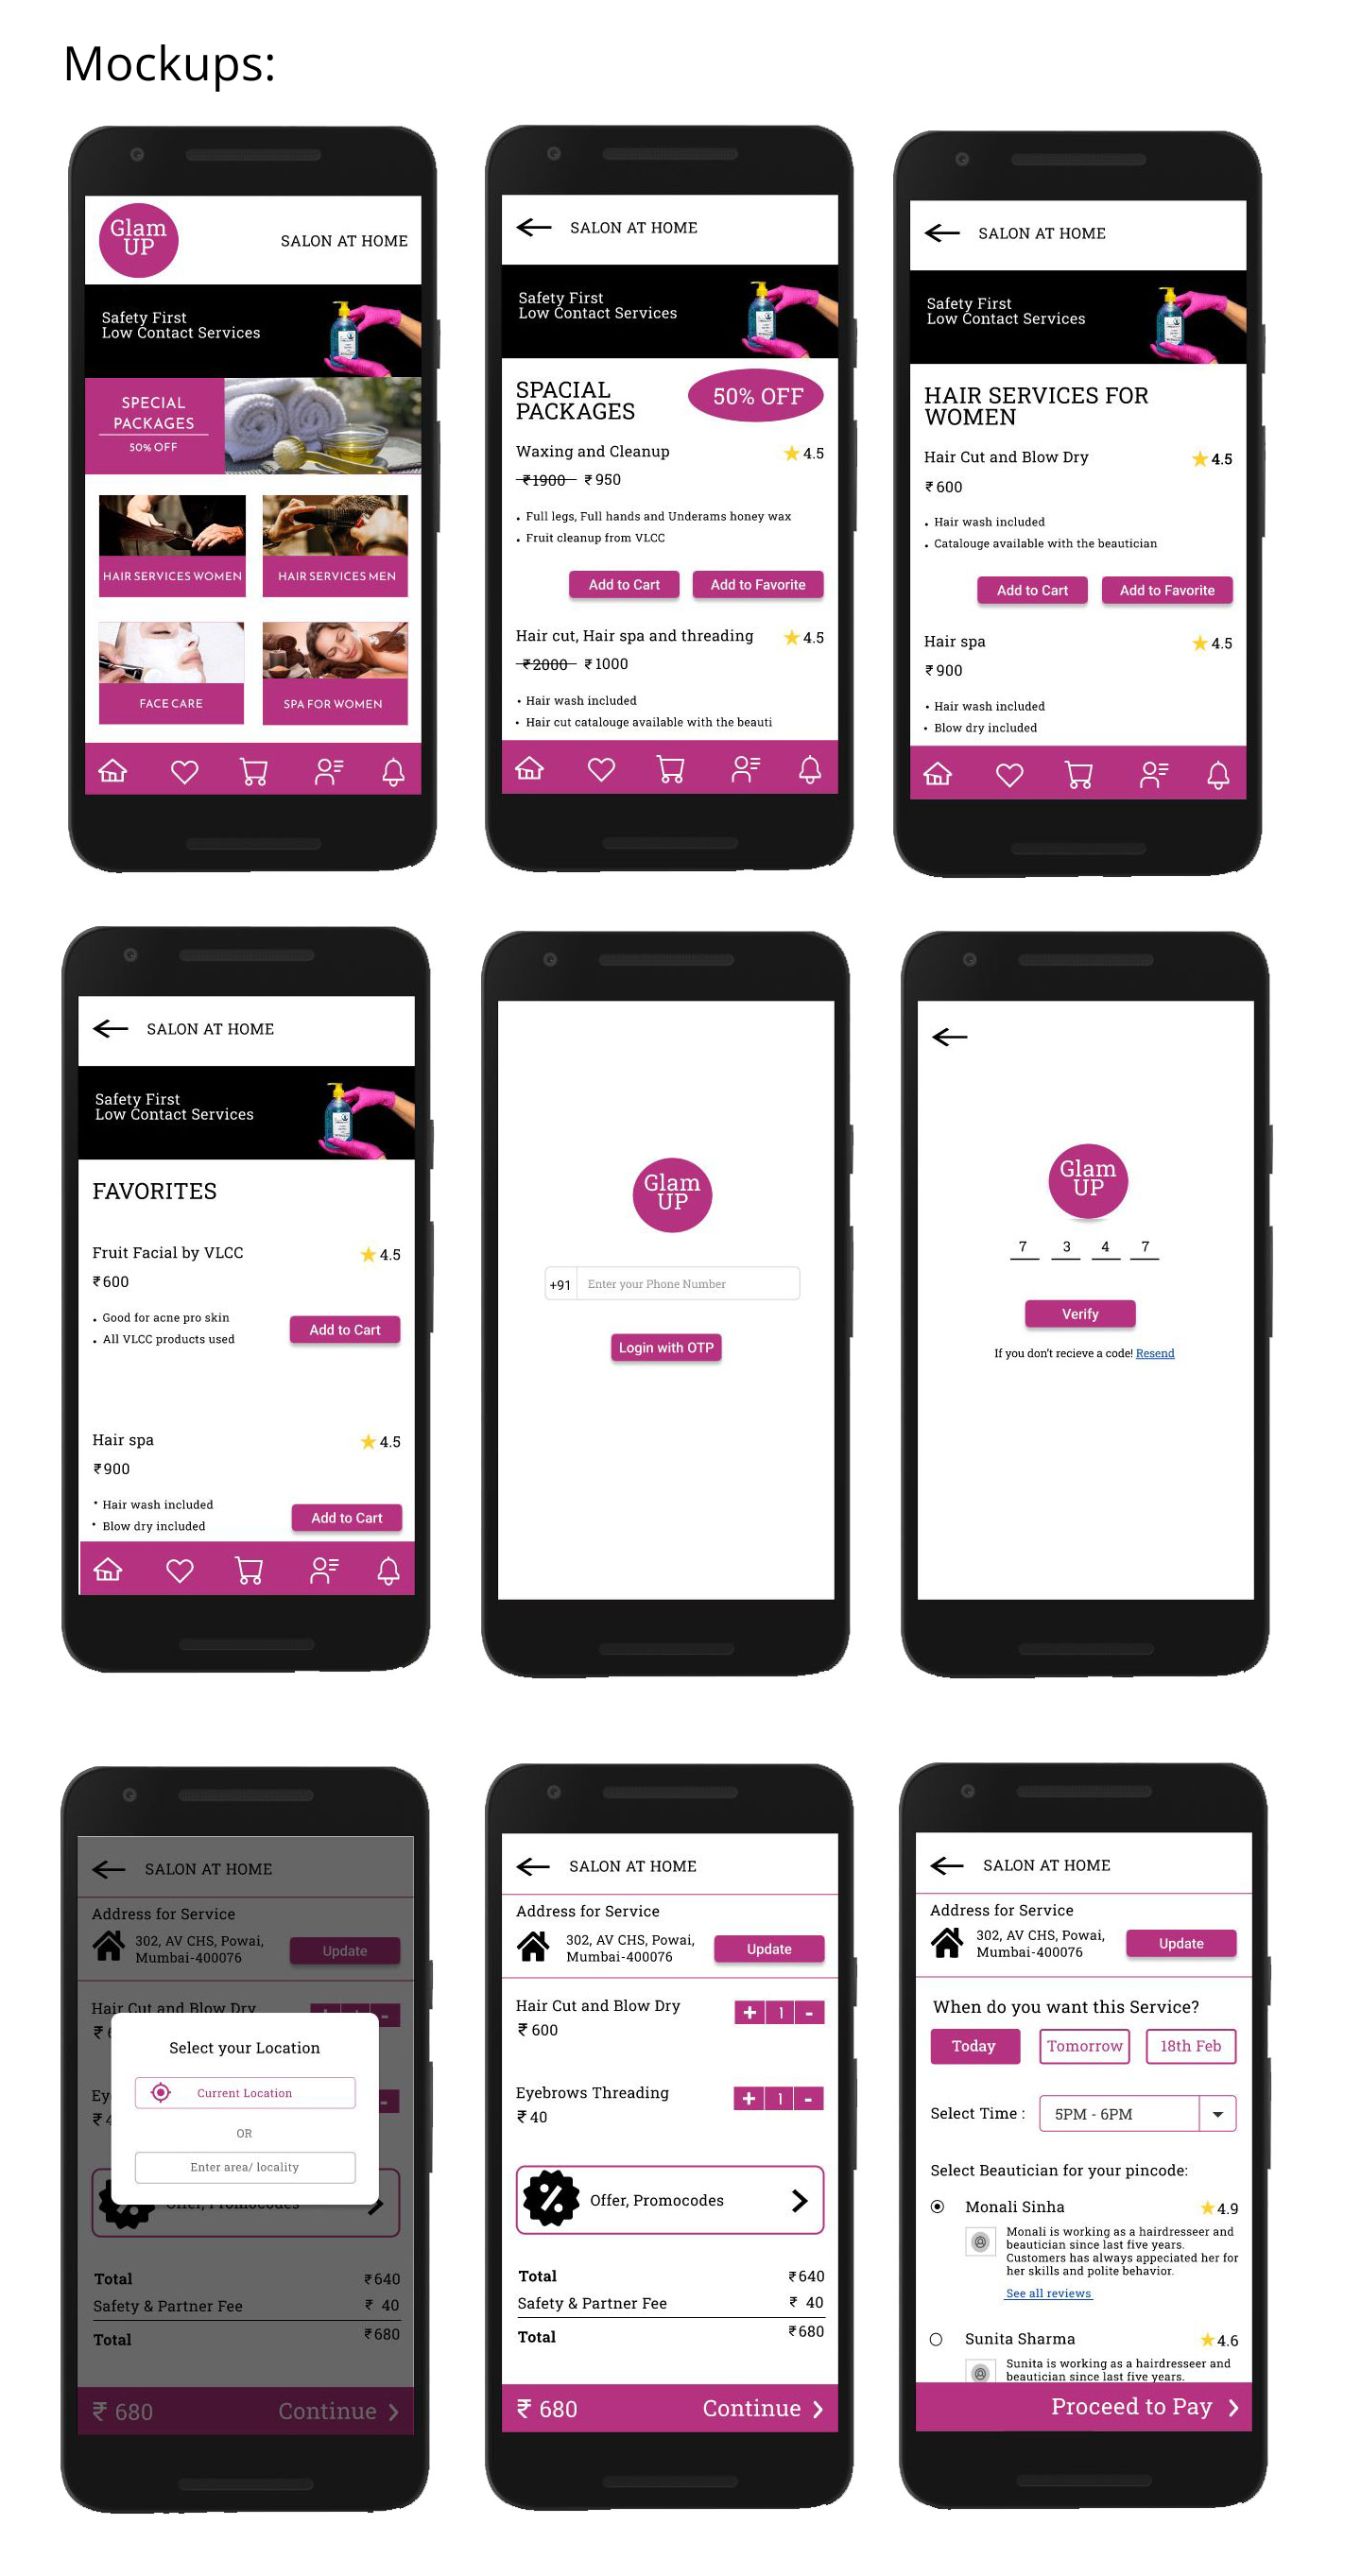 Mockups:
Glam
UP
SALON AT HOME
Safety First
Low Contact Services
SPECIAL
PACKAGES
50% OFF
HAIR SERVICES WOMEN
HAIR SERVICES MEN
FACE CARE
SPA FOR WOMEN
SALON AT HOME
Safety First
Low Contact Services
SPACIAL
PACKAGES
50% OFF
Waxing and Cleanup
4.5
₹1900 ₹950
• Full legs, Full hands and Underams honey wax
• Fruit cleanup from VLCC
Add to Cart
Add to Favorite
Hair cut, Hair spa and threading
4.5
₹2000 ₹1000
• Hair wash included
• Hair cut catalouge available with the beauti
SALON AT HOME
Safety First
Low Contact Services
HAIR SERVICES FOR
WOMEN
Hair Cut and Blow Dry
4.5
₹600
• Hair wash included
• Catalouge available with the beautician
Add to Cart
Add to Favorite
Hair spa
4.5
₹900
• Hair wash included
• Blow dry included
SALON AT HOME
Safety First
Low Contact Services
FAVORITES
Fruit Facial by VLCC
4.5
₹600
• Good for acne pro skin
• All VLCC products used
Add to Cart
Hair spa
4.5
₹900
• Hair wash included
• Blow dry included
Add to Cart
Glam
UP
+91 Enter your Phone Number
Login with OTP
Glam
UP
7 3 4 7
Verify
If you don't recieve a code! Resend
SALON AT HOME
Address for Service
302, AV CHS, Powai,
Mumbai-400076
Update
Hair Cut and Blow Dry
Select your Location
Current Location
OR
Enter area/ locality
Offer, Promocodes
Total ₹640
Safety & Partner Fee ₹ 40
Total ₹680
₹ 680 Continue >
SALON AT HOME
Address for Service
302, AV CHS, Powai,
Mumbai-400076
Update
Hair Cut and Blow Dry
+ 1 -
₹ 600
Eyebrows Threading
+ 1 -
₹ 40
% Offer, Promocodes >
Total ₹640
Safety & Partner Fee ₹ 40
Total ₹680
₹ 680 Continue >
SALON AT HOME
Address for Service
302, AV CHS, Powai,
Mumbai-400076
Update
When do you want this Service?
Today Tomorrow 18th Feb
Select Time : 5PM - 6PM
Select Beautician for your pincode:
Monali Sinha
4.9
Monali is working as a hairdresseer and
beautician since last five years.
Customers has always appeciated her for
her skills and polite behavior.
See all reviews
Sunita Sharma
4.6
Sunita is working as a hairdresseer and
beautician since last five years.
Proceed to Pay >